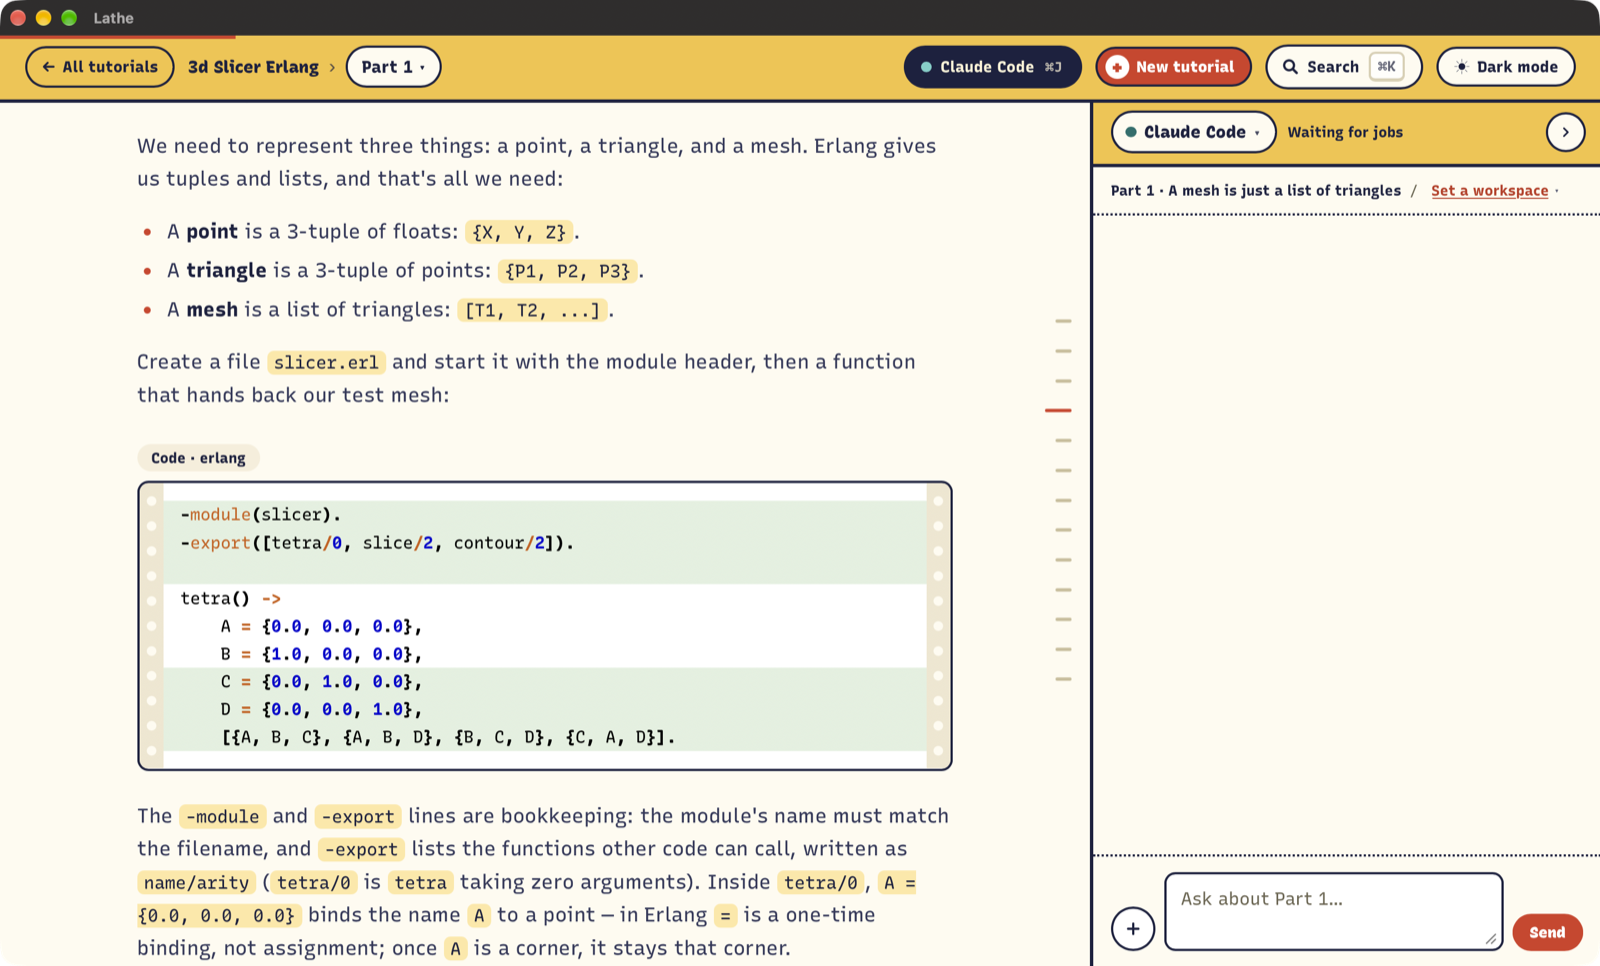 Lathe
← All tutorials
3d Slicer Erlang › Part 1
Claude Code ⌘J
New tutorial
Search ⌘K
Dark mode
We need to represent three things: a point, a triangle, and a mesh. Erlang gives
us tuples and lists, and that's all we need:
• A point is a 3-tuple of floats: {X, Y, Z}.
• A triangle is a 3-tuple of points: {P1, P2, P3}.
• A mesh is a list of triangles: [T1, T2, ...].
Create a file slicer.erl and start it with the module header, then a function
that hands back our test mesh:
Code · erlang
-module(slicer).
-export([tetra/0, slice/2, contour/2]).
tetra() ->
    A = {0.0, 0.0, 0.0},
    B = {1.0, 0.0, 0.0},
    C = {0.0, 1.0, 0.0},
    D = {0.0, 0.0, 1.0},
    [{A, B, C}, {A, B, D}, {B, C, D}, {C, A, D}].
The -module and -export lines are bookkeeping: the module's name must match
the filename, and -export lists the functions other code can call, written as
name/arity (tetra/0 is tetra taking zero arguments). Inside tetra/0, A =
{0.0, 0.0, 0.0} binds the name A to a point — in Erlang = is a one-time
binding, not assignment; once A is a corner, it stays that corner.
Claude Code
Waiting for jobs
Part 1 · A mesh is just a list of triangles / Set a workspace ·
Ask about Part 1...
+
Send